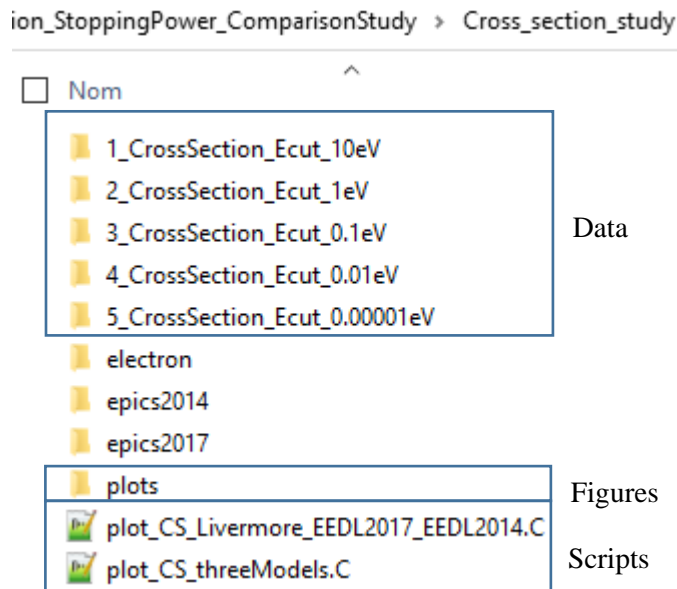 ion_StoppingPower_ComparisonStudy > Cross_section_study
Nom
1_CrossSection_Ecut_10eV
2_CrossSection_Ecut_1eV
3_CrossSection_Ecut_0.1eV
Data
4_CrossSection_Ecut_0.01eV
5_CrossSection_Ecut_0.00001eV
electron
epics2014
epics2017
plots
Figures
plot_CS_Livermore_EEDL2017_EEDL2014.C
plot_CS_threeModels.C
Scripts